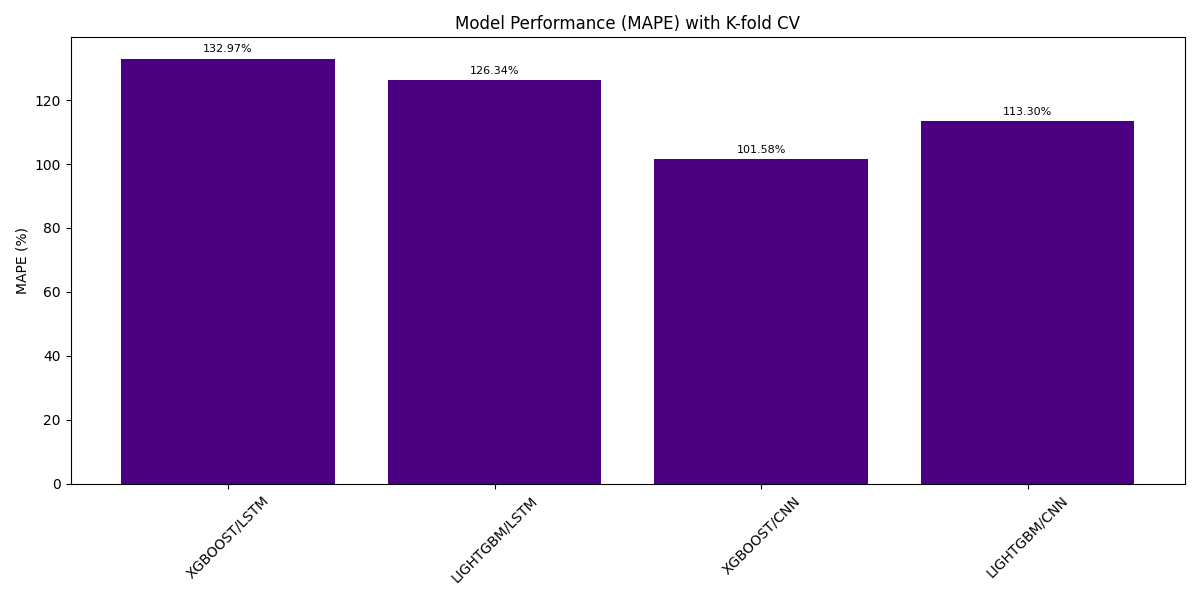 Model Performance (MAPE) with K-fold CV
132.97%
126.34%
101.58%
113.30%
MAPE (%)
120
100
80
60
40
20
0
XGBOOST/LSTM
LIGHTGBM/LSTM
XGBOOST/CNN
LIGHTGBM/CNN